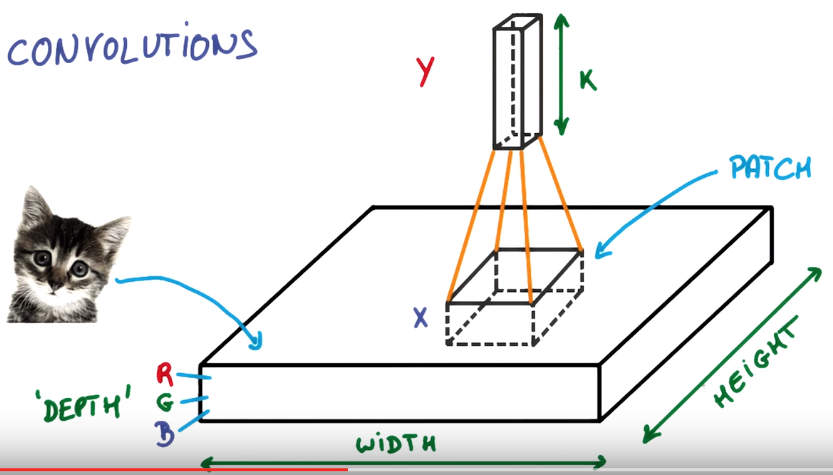 CONVOLUTIONS
Y
K
PATCH
X
R
'DEPTH'
G
B
WIDTH
HEIGHT